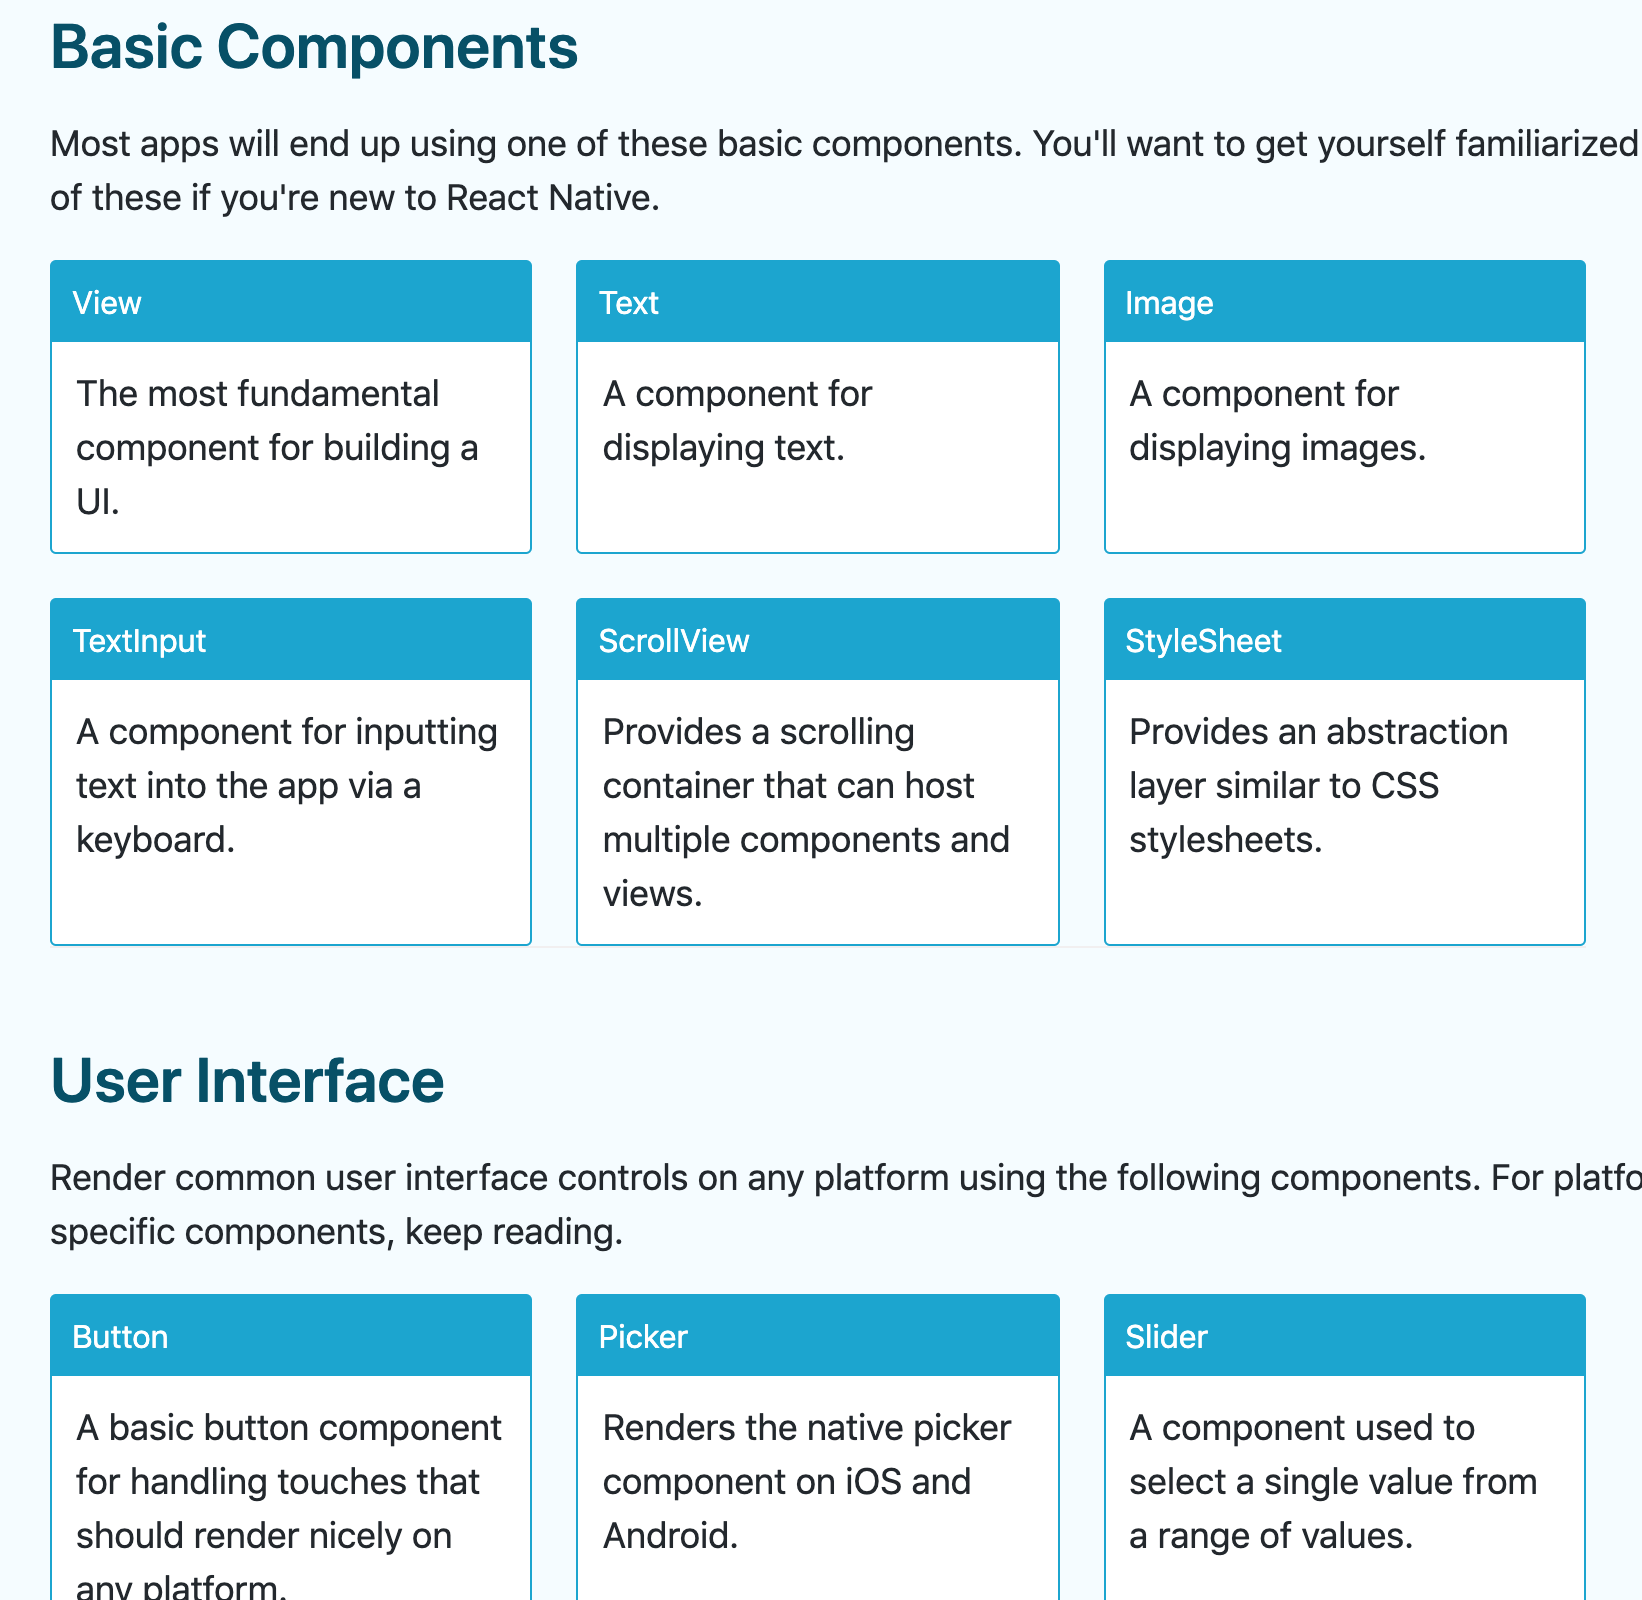 Basic Components
Most apps will end up using one of these basic components. You'll want to get yourself familiarized
of these if you're new to React Native.
View
The most fundamental
component for building a
UI.
Text
A component for
displaying text.
Image
A component for
displaying images.
TextInput
A component for inputting
text into the app via a
keyboard.
ScrollView
Provides a scrolling
container that can host
multiple components and
views.
StyleSheet
Provides an abstraction
layer similar to CSS
stylesheets.
User Interface
Render common user interface controls on any platform using the following components. For platfo
specific components, keep reading.
Button
A basic button component
for handling touches that
should render nicely on
any platform.
Picker
Renders the native picker
component on iOS and
Android.
Slider
A component used to
select a single value from
a range of values.